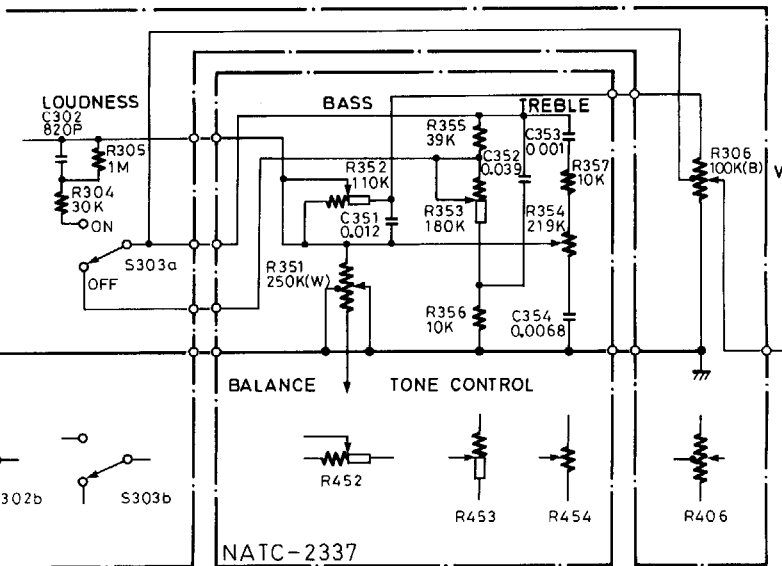 LOUDNESS
C302
820P
R305
1M
R304
30K
ON
S303a
OFF
BASS
TREBLE
R355
39K
C353
0.001
C352
0.039
R357
10K
R352
110K
R353
180K
R354
219K
C351
0.012
R351
250K(W)
R356
10K
C354
0.0068
R306
100K(B)
V
BALANCE
TONE CONTROL
302b
S303b
R452
R453
R454
R406
NATC-2337